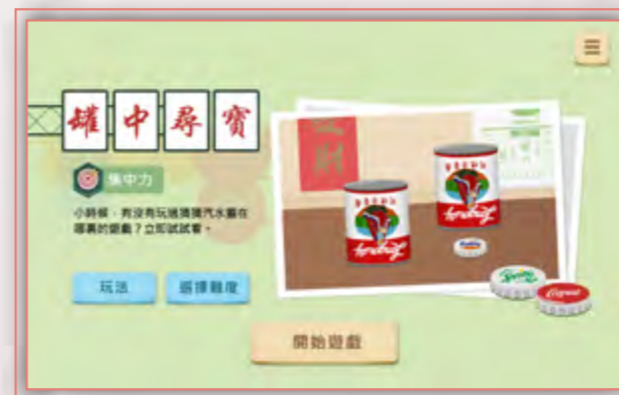 罐中尋寶
集中力
小時候，有沒有玩過猜猜汽水蓋在
哪裏的遊戲？立即試試看。
玩法
選擇難度
開始遊戲
財